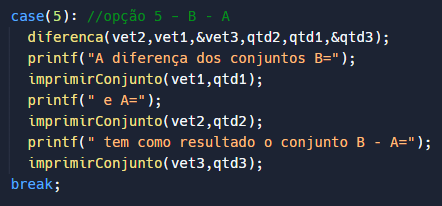 case(5): //opção 5 - B - A
diferenca(vet2,vet1,&vet3,qtd2,qtd1,&qtd3);
printf("A diferença dos conjuntos B=");
imprimirConjunto(vet1,qtd1);
printf(" e A=");
imprimirConjunto(vet2,qtd2);
printf(" tem como resultado o conjunto B - A=");
imprimirConjunto(vet3,qtd3);
break;